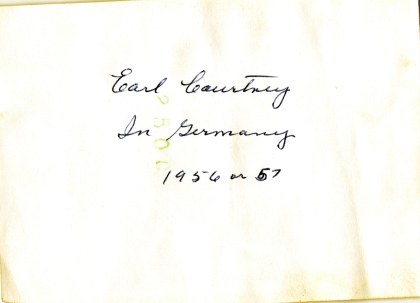 Earl Courtney
In Germany
1956 or 57